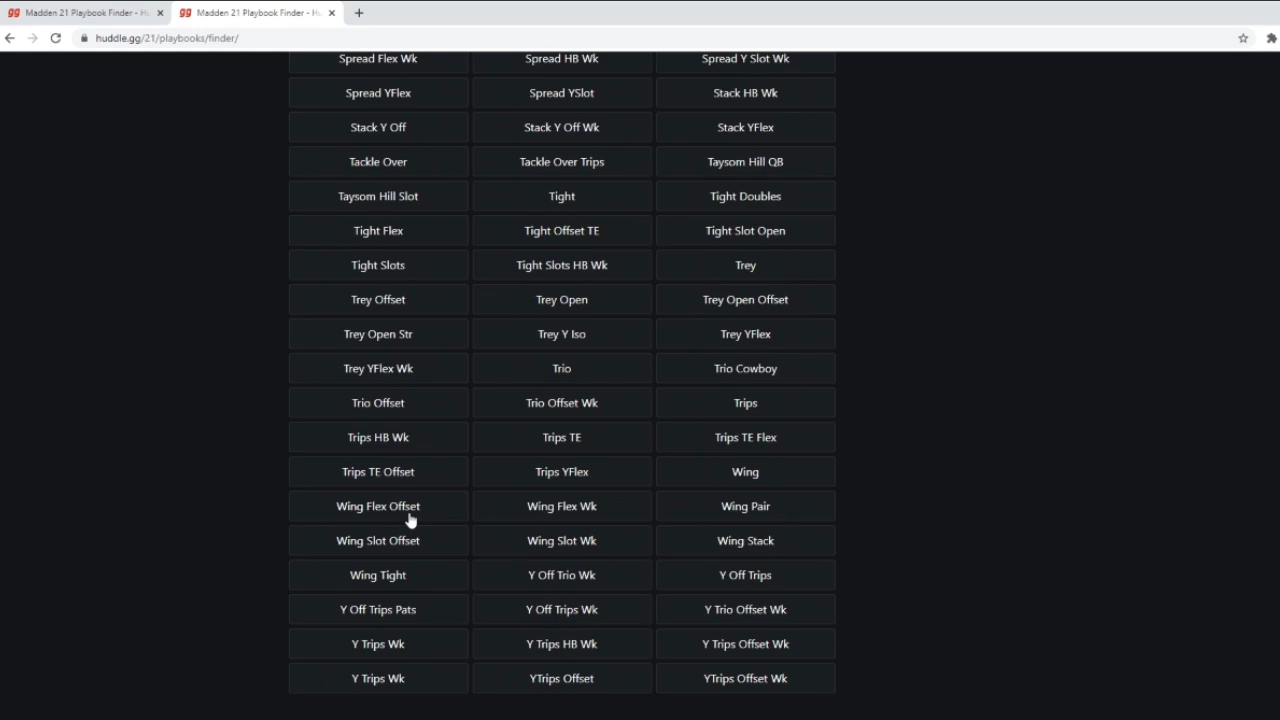 gg Madden 21 Playbook Finder - Hu × gg Madden 21 Playbook Finder - Hu × +
huddle.gg/21/playbooks/finder/
Spread Flex Wk Spread HB Wk Spread Y Slot Wk
Spread YFlex Spread YSlot Stack HB Wk
Stack Y Off Stack Y Off Wk Stack YFlex
Tackle Over Tackle Over Trips Taysom Hill QB
Taysom Hill Slot Tight Tight Doubles
Tight Flex Tight Offset TE Tight Slot Open
Tight Slots Tight Slots HB Wk Trey
Trey Offset Trey Open Trey Open Offset
Trey Open Str Trey Y Iso Trey YFlex
Trey YFlex Wk Trio Trio Cowboy
Trio Offset Trio Offset Wk Trips
Trips HB Wk Trips TE Trips TE Flex
Trips TE Offset Trips YFlex Wing
Wing Flex Offset Wing Flex Wk Wing Pair
Wing Slot Offset Wing Slot Wk Wing Stack
Wing Tight Y Off Trio Wk Y Off Trips
Y Off Trips Pats Y Off Trips Wk Y Trio Offset Wk
Y Trips Wk Y Trips HB Wk Y Trips Offset Wk
Y Trips Wk YTrips Offset YTrips Offset Wk